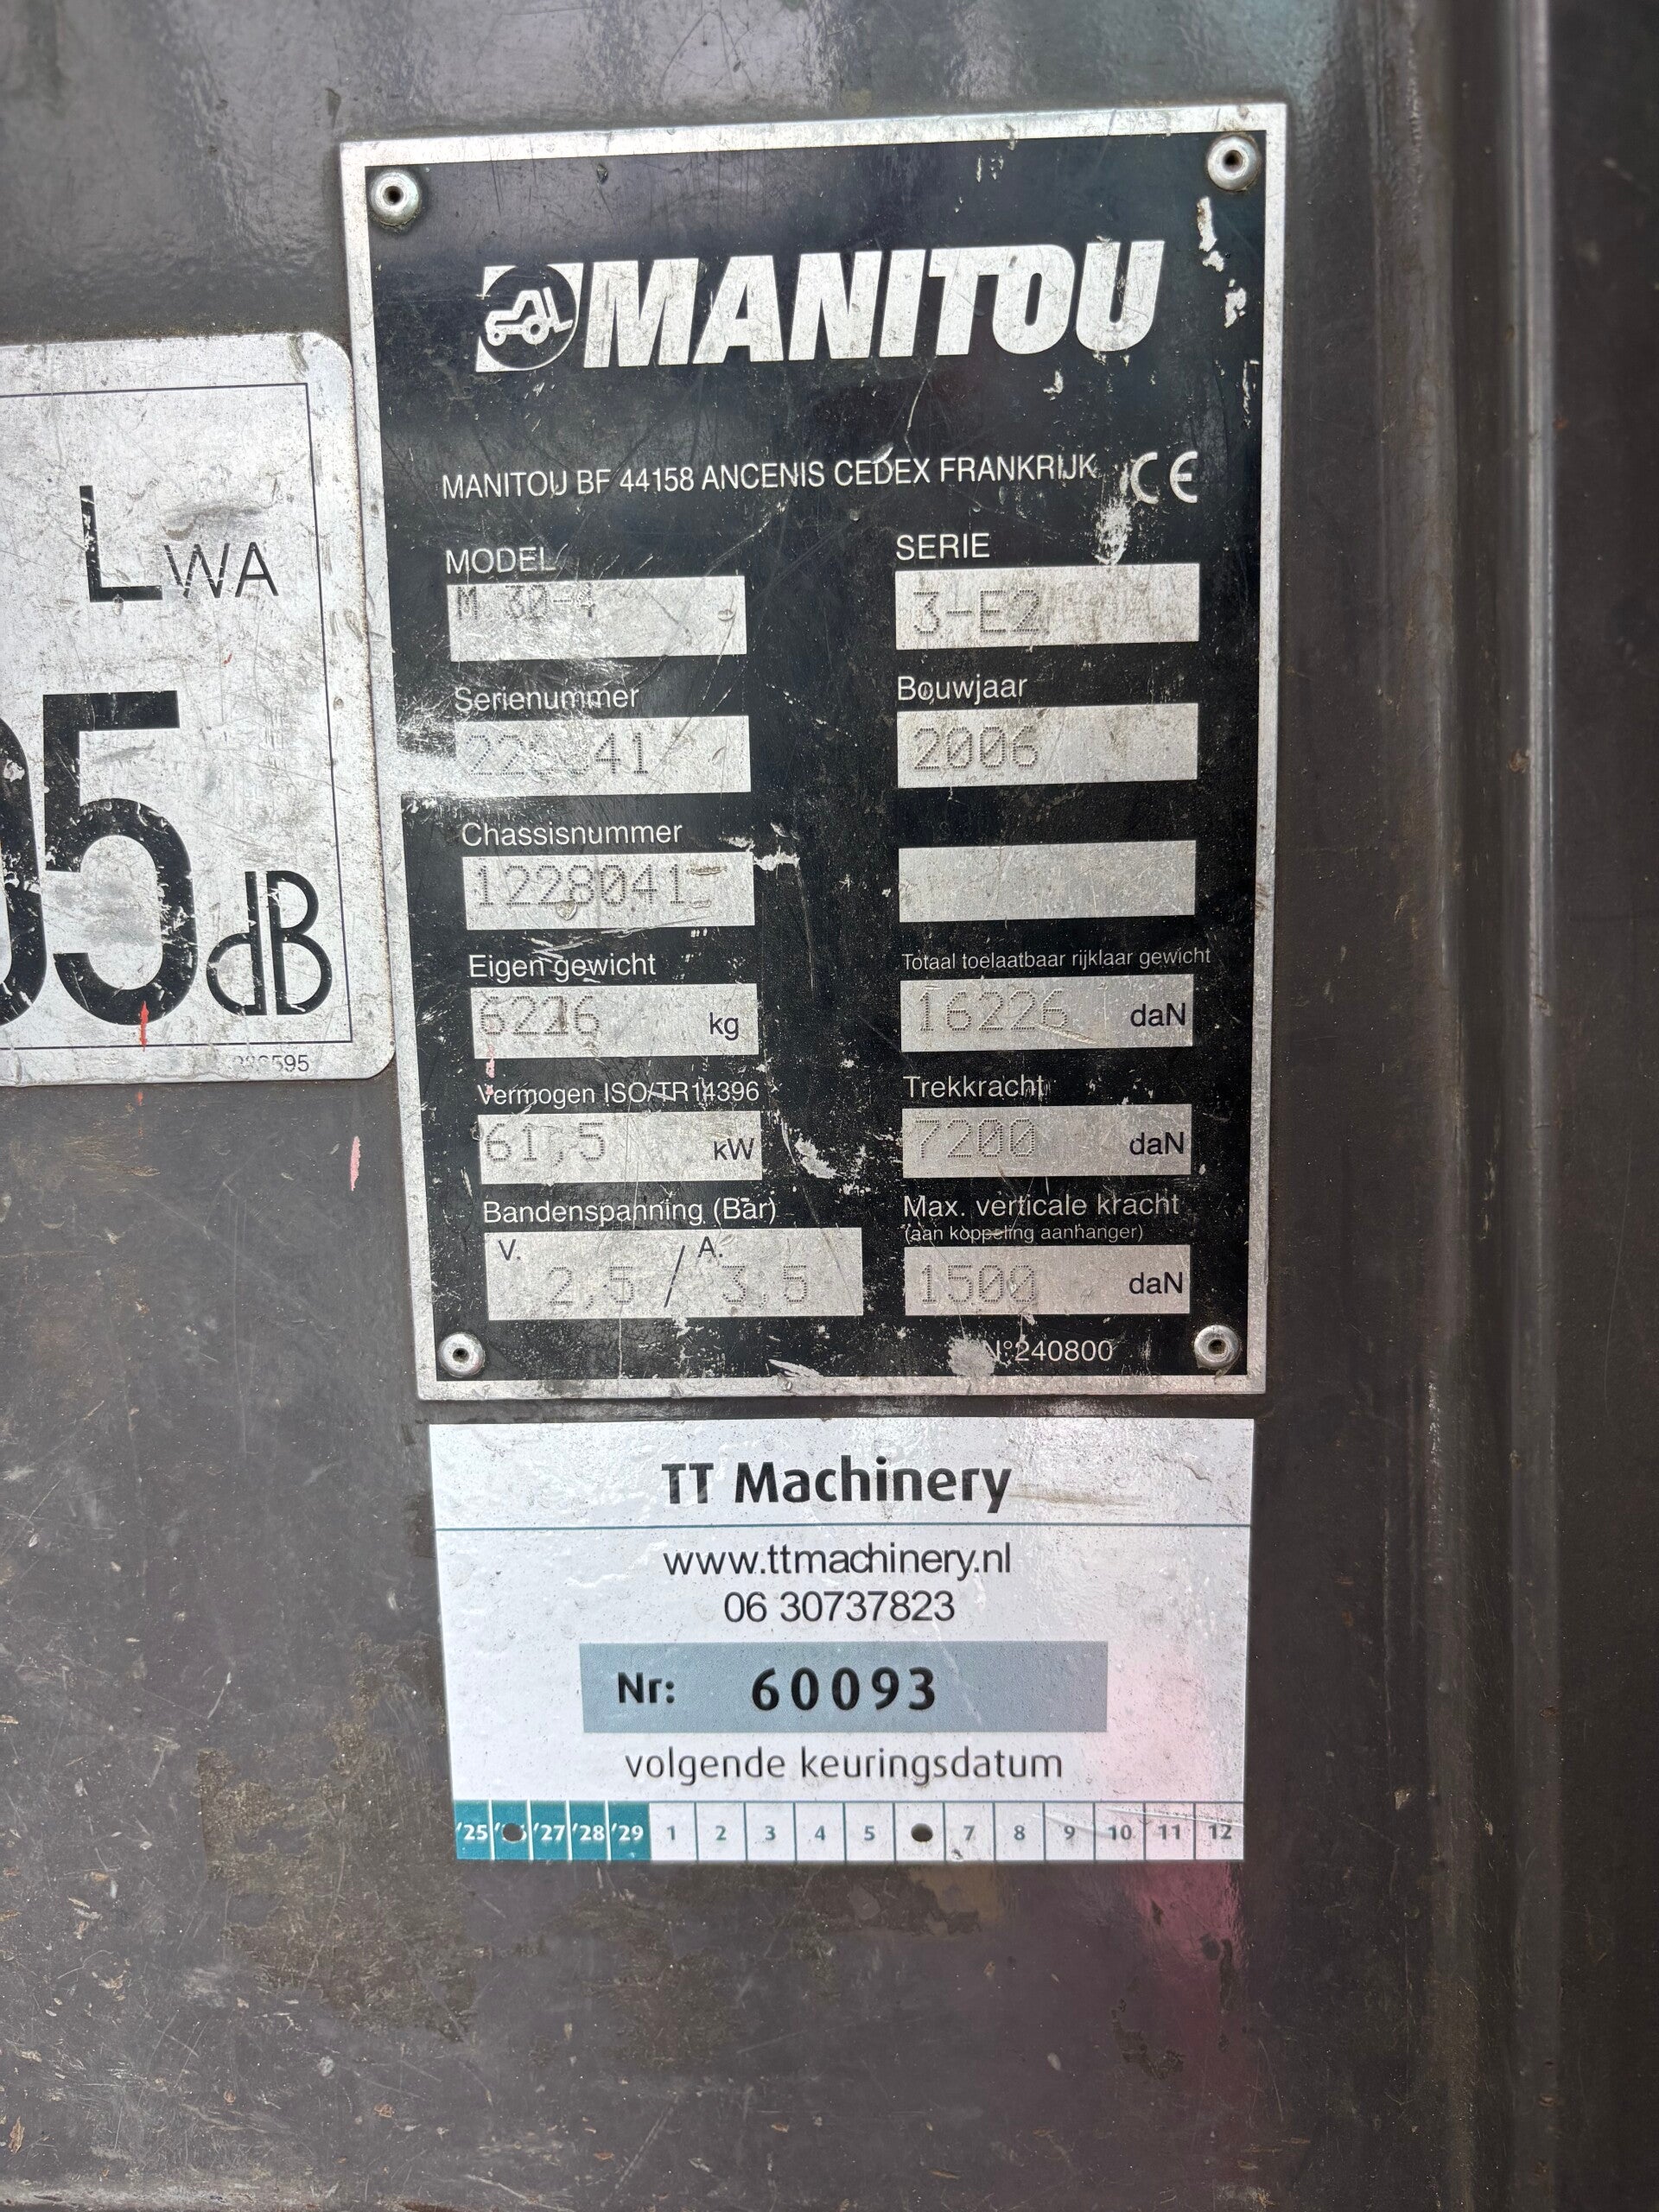 MANITOU
MANITOU BF 44158 ANCENIS CEDEX FRANKRIJK CE
MODEL
M 30-4
SERIE
3-E2
Serienummer
Bouwjaar
2006
Chassisnummer
1228041
Eigen gewicht
kg
Totaal toelaatbaar rijklaar gewicht
16226 daN
Vermogen ISO/TR14396
61,5 kW
Trekkracht
7200 daN
Bandenspanning (Bar)
V. 2,5 / A. 3,5
Max. verticale kracht
(aan koppeling aanhanger)
1500 daN
N°240800
LWA
05 dB
TT Machinery
www.ttmachinery.nl
06 30737823
Nr: 60093
volgende keuringsdatum
'25 '27 '28 '29 1 2 3 4 5 7 8 9 10 11 12